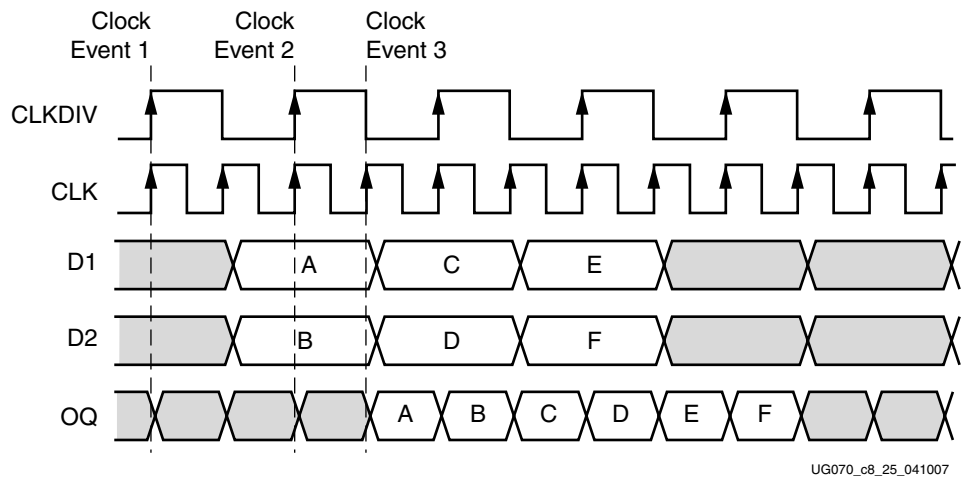 Clock Event 1
Clock Event 2
Clock Event 3
CLKDIV
CLK
D1 A C E
D2 B D F
OQ A B C D E F
UG070_c8_25_041007